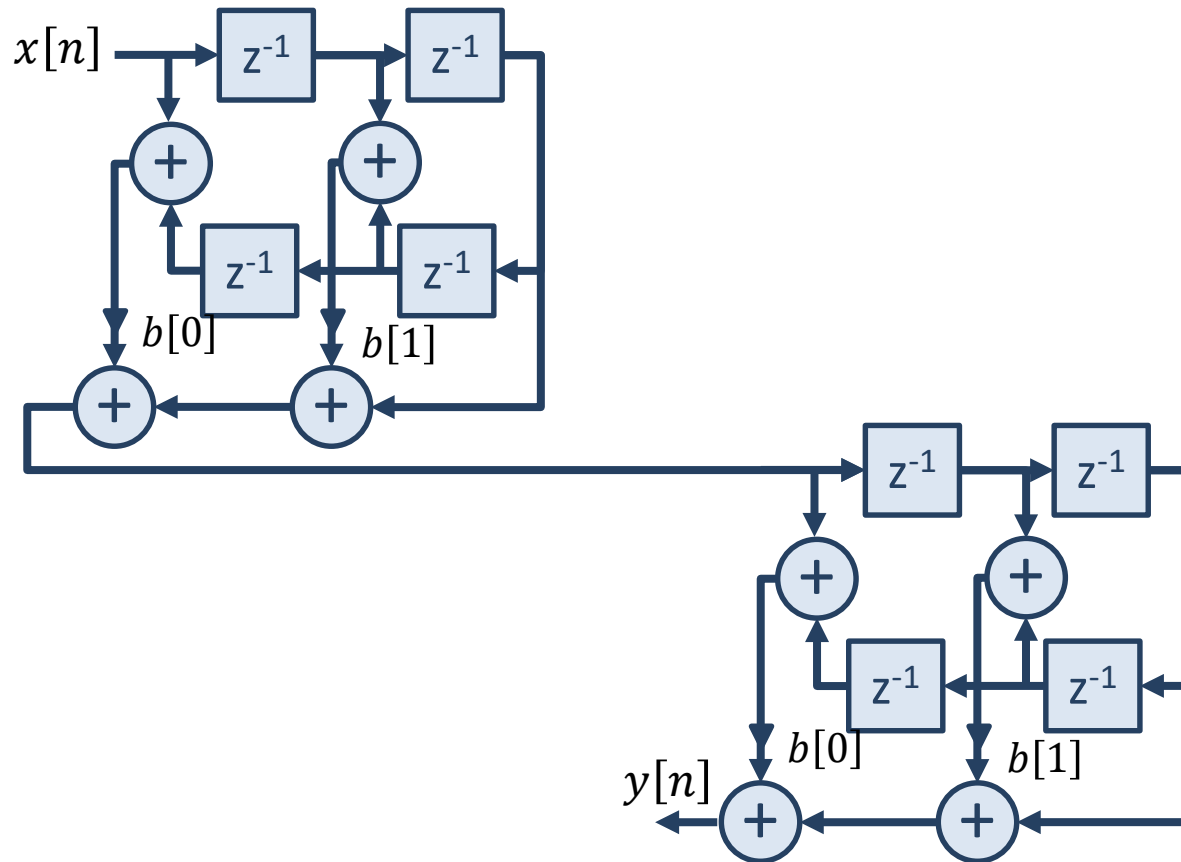 x[n]
z⁻¹ z⁻¹
+ +
z⁻¹ z⁻¹
b[0] b[1]
+ +
z⁻¹ z⁻¹
+ +
z⁻¹ z⁻¹
b[0] b[1]
y[n]
+ +